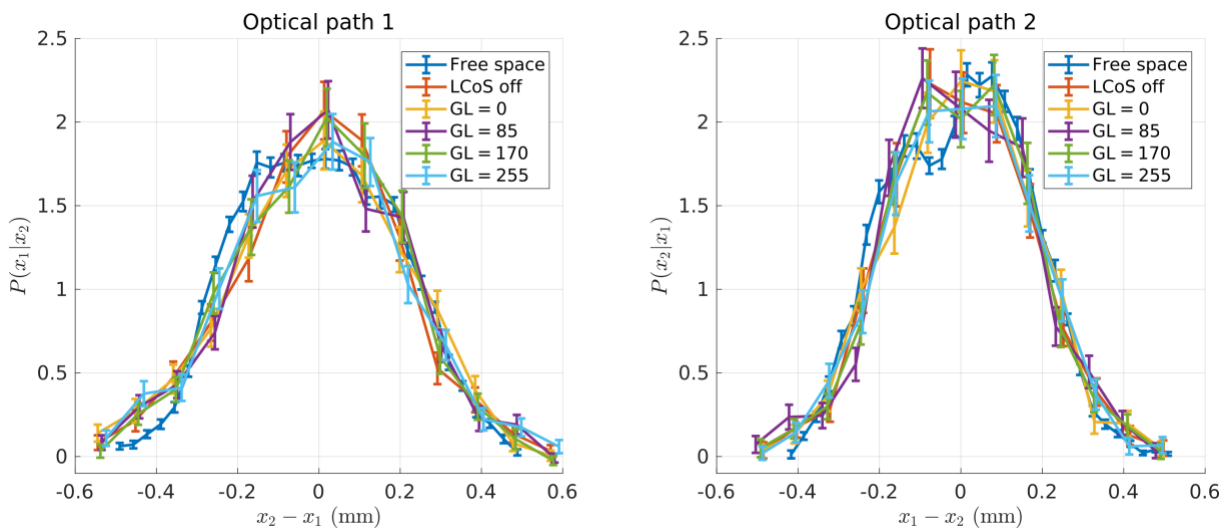 Optical path 1
2.5
2
1.5
1
0.5
0
P(x₁|x₂)
-0.6 -0.4 -0.2 0 0.2 0.4 0.6
x₂ − x₁ (mm)
Free space
LCoS off
GL = 0
GL = 85
GL = 170
GL = 255
Optical path 2
2.5
2
1.5
1
0.5
0
P(x₂|x₁)
-0.6 -0.4 -0.2 0 0.2 0.4 0.6
x₁ − x₂ (mm)
Free space
LCoS off
GL = 0
GL = 85
GL = 170
GL = 255